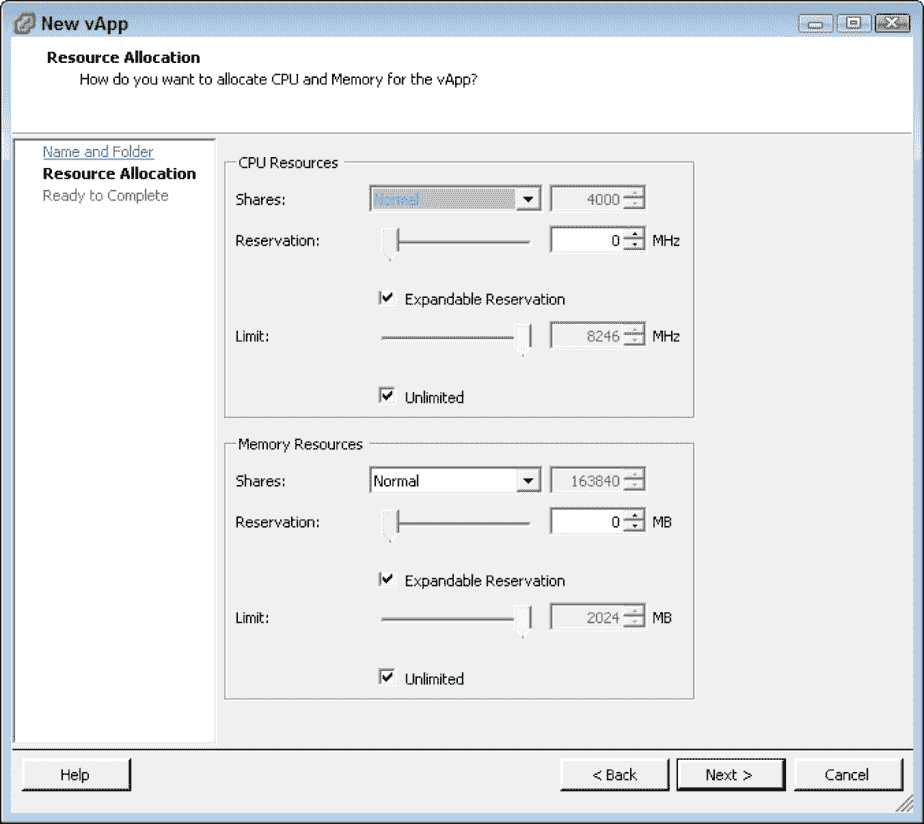 New vApp
Resource Allocation
How do you want to allocate CPU and Memory for the vApp?
Name and Folder
Resource Allocation
Ready to Complete
CPU Resources
Shares: Normal 4000
Reservation: 0 MHz
Expandable Reservation
Limit: 8246 MHz
Unlimited
Memory Resources
Shares: Normal 163840
Reservation: 0 MB
Expandable Reservation
Limit: 2024 MB
Unlimited
Help < Back Next > Cancel